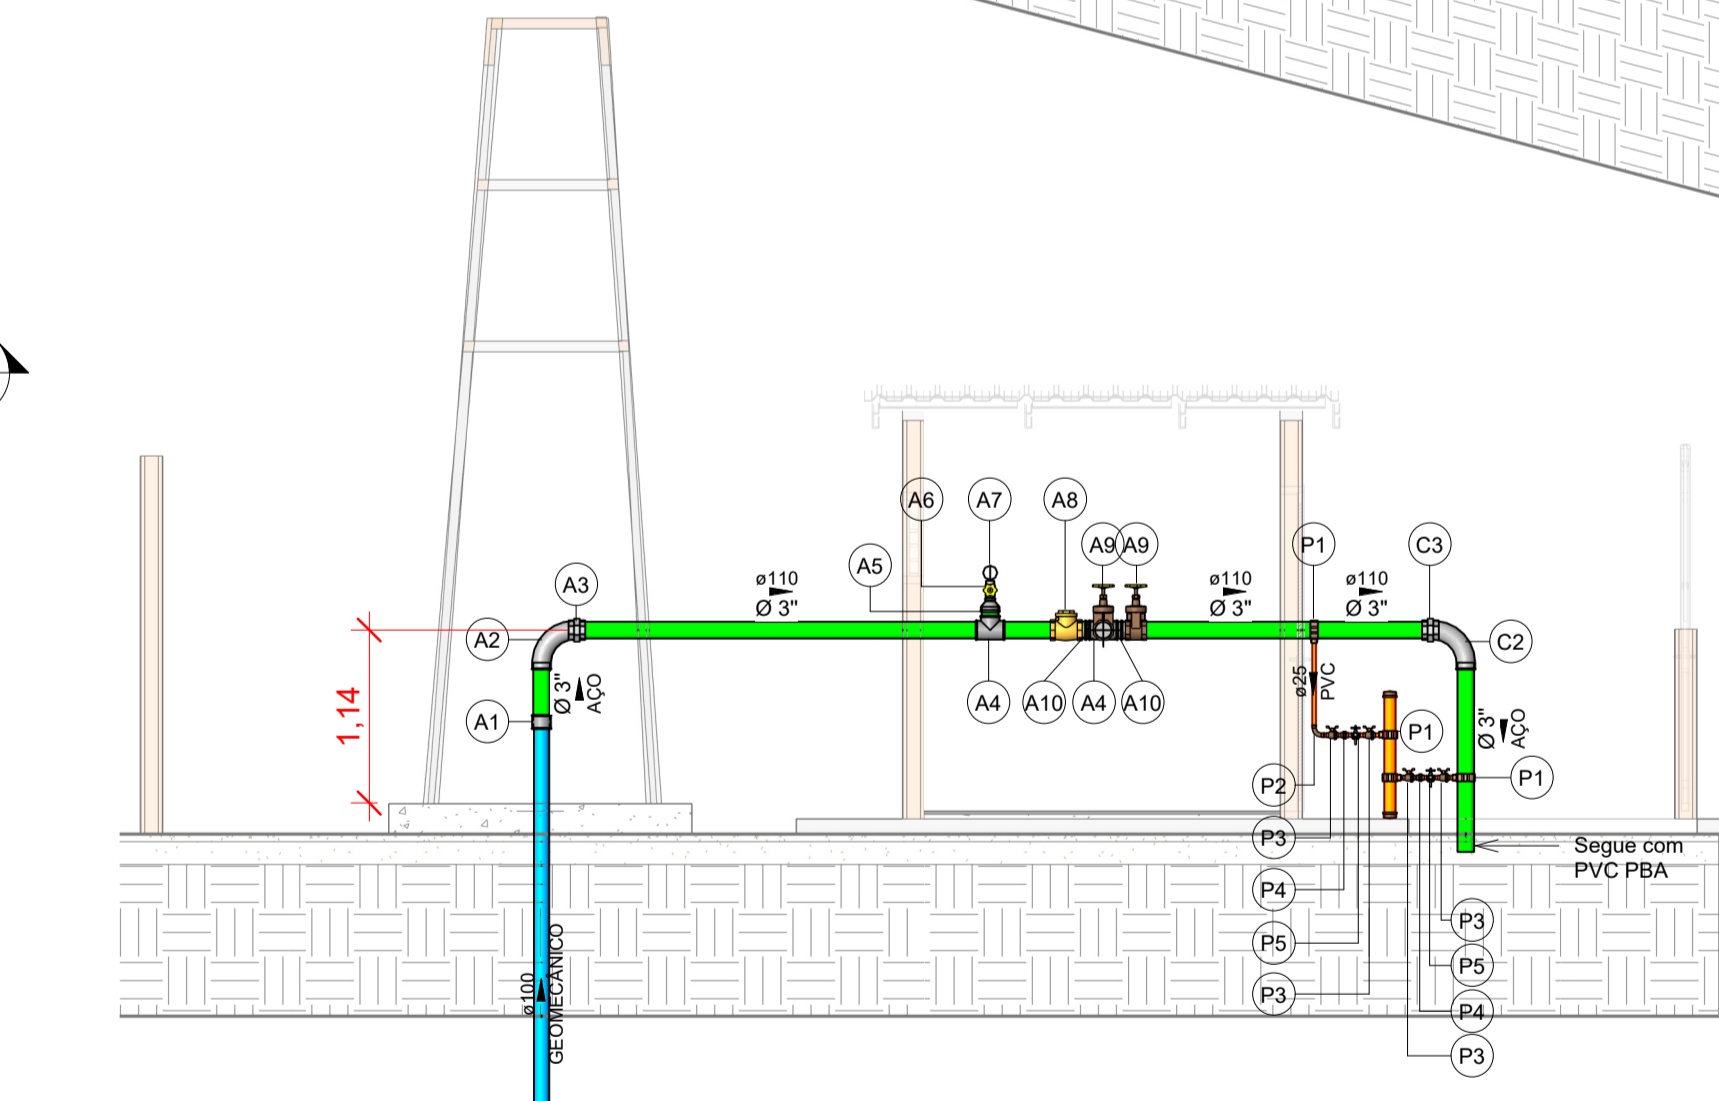 A6
A7
A8
A9
A9
P1
C3
A5
A3
ø110
Ø 3"
ø110
Ø 3"
ø110
Ø 3"
A2
C2
Ø 3"
AÇO
ø25
PVC
1,14
A1
A4
A10
A4
A10
P1
Ø 3"
AÇO
P2
P1
P3
Segue com
PVC PBA
P4
P3
P5
P5
ø100
GEOMECÂNICO
P3
P4
P3